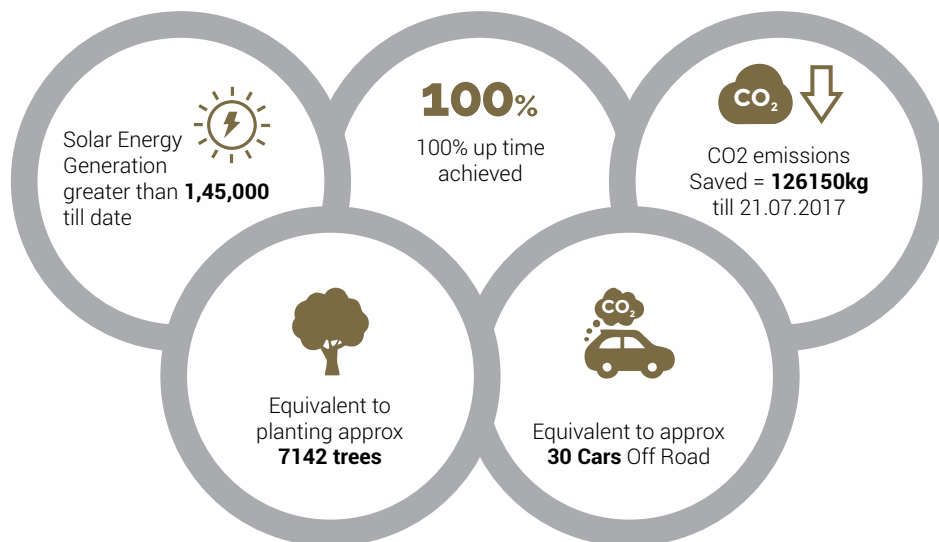 Solar Energy
Generation
greater than 1,45,000
till date
100%
100% up time
achieved
CO₂
CO2 emissions
Saved = 126150kg
till 21.07.2017
Equivalent to
planting approx
7142 trees
CO₂
Equivalent to approx
30 Cars Off Road